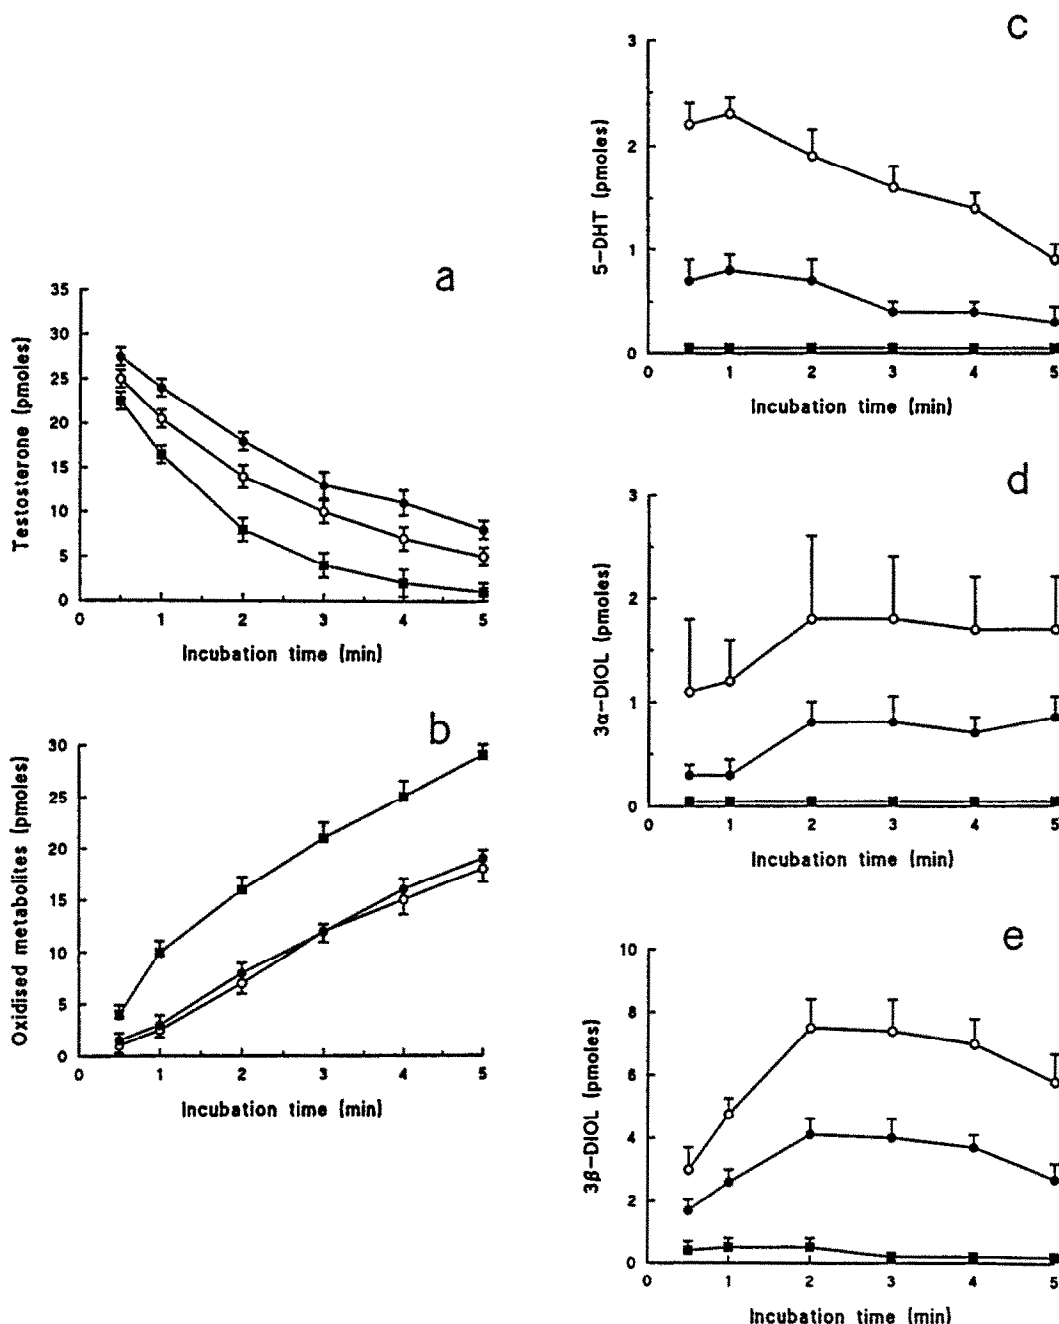 a
Testosterone (pmoles)
35
30
25
20
15
10
5
0
0 1 2 3 4 5
Incubation time (min)
b
Oxidised metabolites (pmoles)
30
25
20
15
10
5
0
0 1 2 3 4 5
Incubation time (min)
c
5-DHT (pmoles)
3
2
1
0
0 1 2 3 4 5
Incubation time (min)
d
3α-DIOL (pmoles)
3
2
1
0
0 1 2 3 4 5
Incubation time (min)
e
3β-DIOL (pmoles)
10
8
6
4
2
0
0 1 2 3 4 5
Incubation time (min)